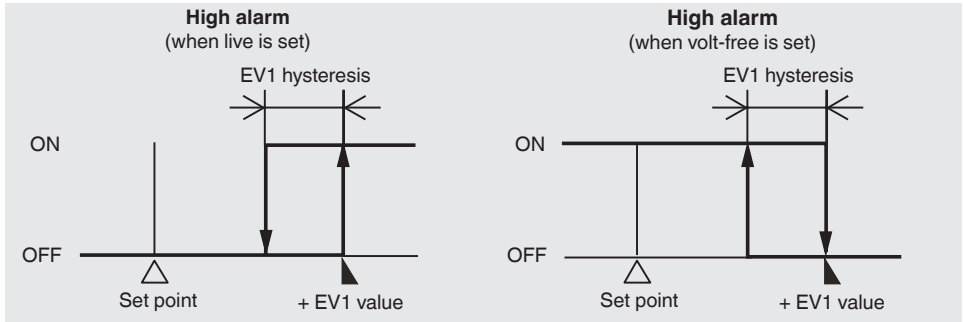 High alarm
(when live is set)
EV1 hysteresis
ON
OFF
Set point
+ EV1 value
High alarm
(when volt-free is set)
EV1 hysteresis
ON
OFF
Set point
+ EV1 value